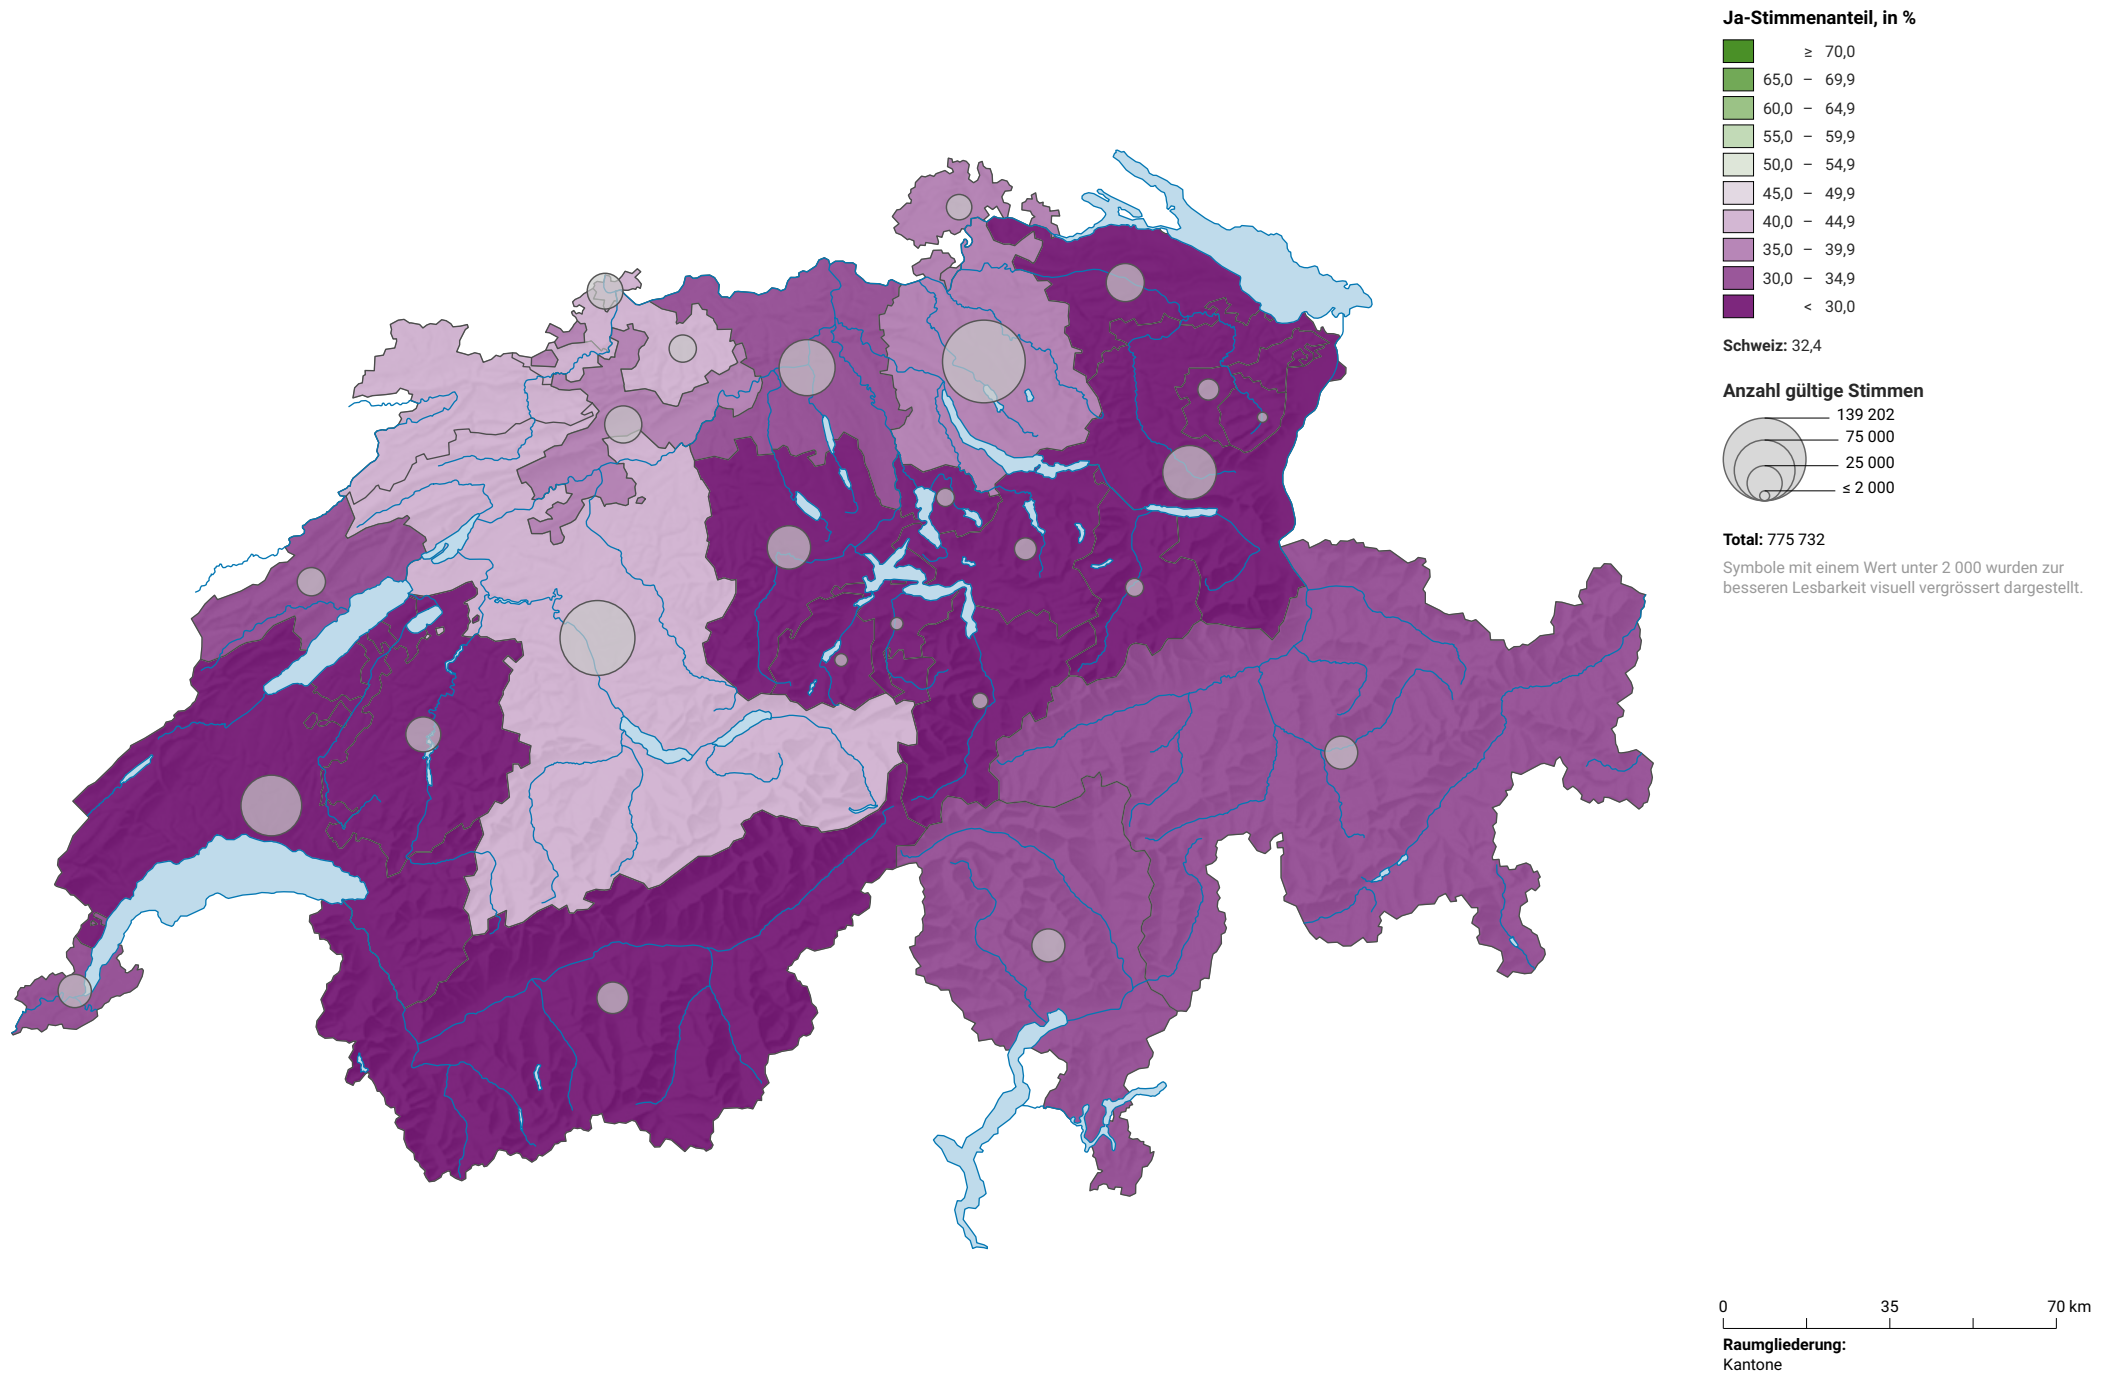 Ja-Stimmenanteil, in %
≥ 70,0
65,0 – 69,9
60,0 – 64,9
55,0 – 59,9
50,0 – 54,9
45,0 – 49,9
40,0 – 44,9
35,0 – 39,9
30,0 – 34,9
< 30,0
Schweiz: 32,4
Anzahl gültige Stimmen
139 202
75 000
25 000
≤ 2 000
Total: 775 732
Symbole mit einem Wert unter 2 000 wurden zur
besseren Lesbarkeit visuell vergrössert dargestellt.
0 35 70 km
Raumgliederung:
Kantone